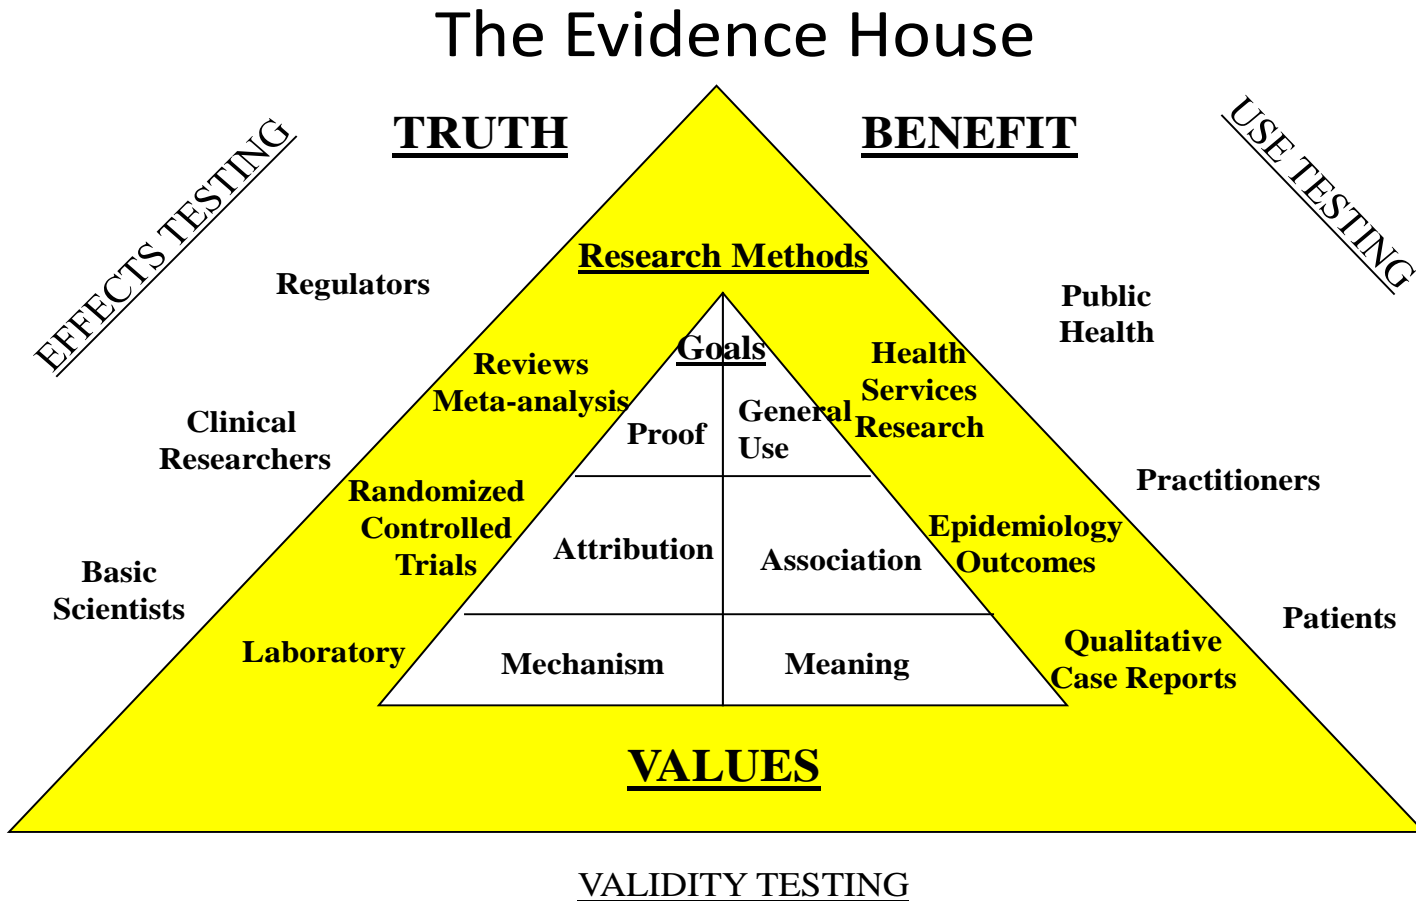 The Evidence House
TRUTH
BENEFIT
EFFECTS TESTING
USE TESTING
Research Methods
Regulators
Public
Health
Goals
Reviews
Meta-analysis
Health
Services
Research
Clinical
Researchers
Proof
General
Use
Practitioners
Randomized
Controlled
Trials
Attribution
Association
Epidemiology
Outcomes
Basic
Scientists
Patients
Laboratory
Mechanism
Meaning
Qualitative
Case Reports
VALUES
VALIDITY TESTING